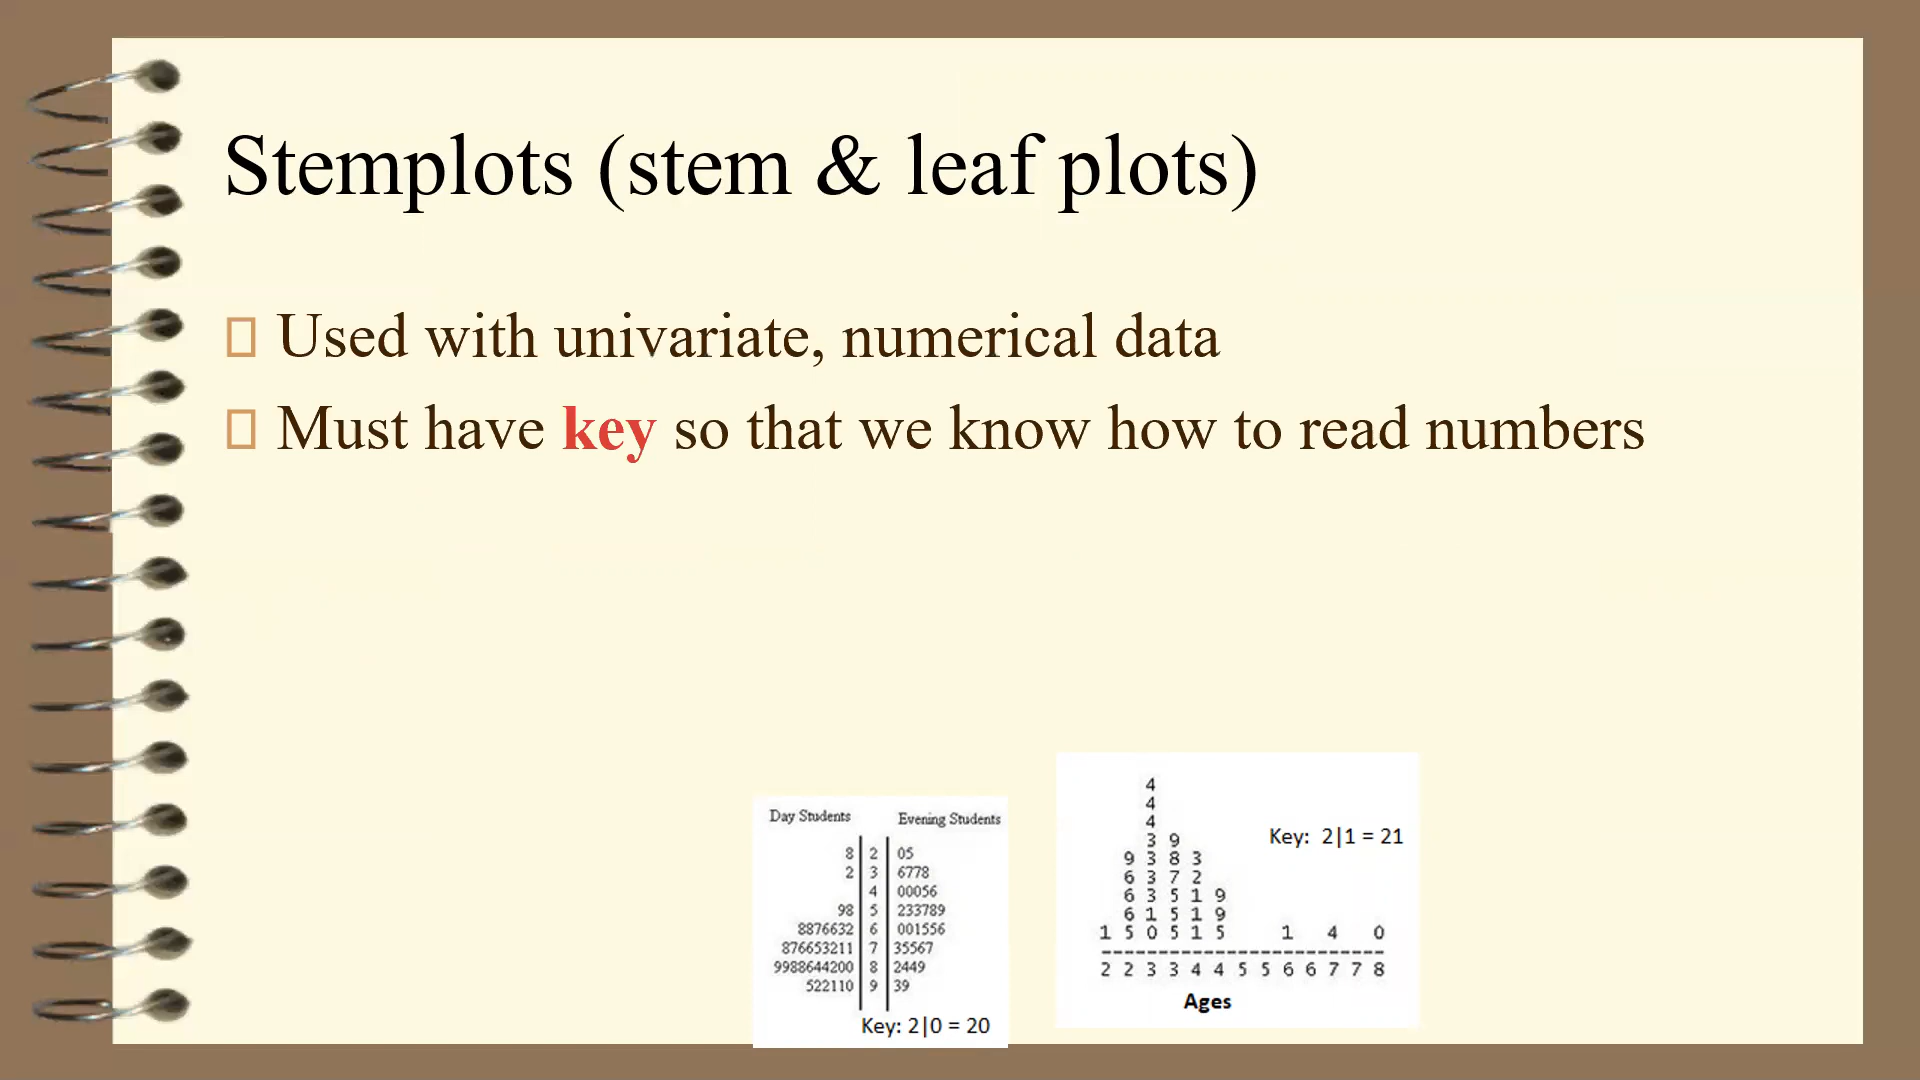 Stemplots (stem & leaf plots)
Used with univariate, numerical data
Must have key so that we know how to read numbers
Day Students Evening Students
8 2 05
2 3 6778
4 00056
98 5 233789
8876632 6 001556
876653211 7 35567
9988644200 8 2449
522110 9 39
Key: 2|0 = 20
4
4
4
3 9
9 3 8 3
6 3 7 2
6 3 5 1 9
6 1 5 1 9
1 5 0 5 1 5 1 4 0
2 2 3 3 4 4 5 5 6 6 7 7 8
Key: 2|1 = 21
Ages